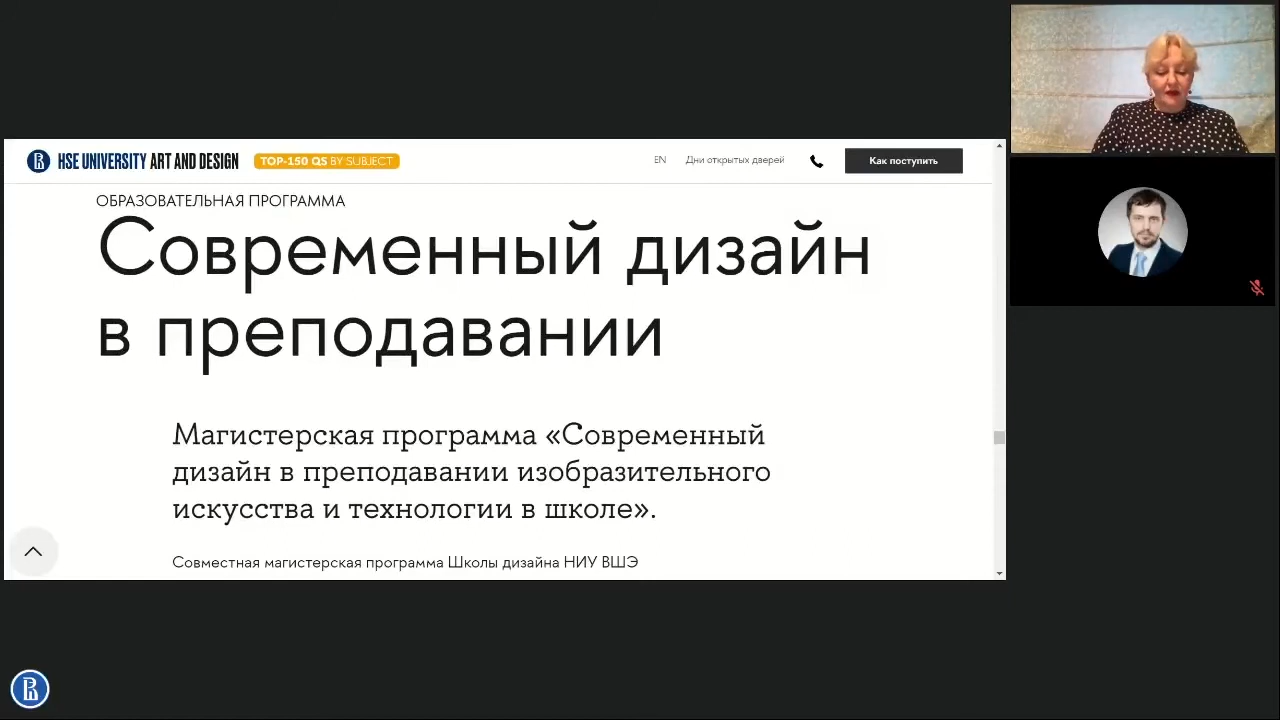 HSE UNIVERSITY ART AND DESIGN TOP-150 QS BY SUBJECT EN Дни открытых дверей Как поступить
ОБРАЗОВАТЕЛЬНАЯ ПРОГРАММА
Современный дизайн
в преподавании
Магистерская программа «Современный
дизайн в преподавании изобразительного
искусства и технологии в школе».
Совместная магистерская программа Школы дизайна НИУ ВШЭ